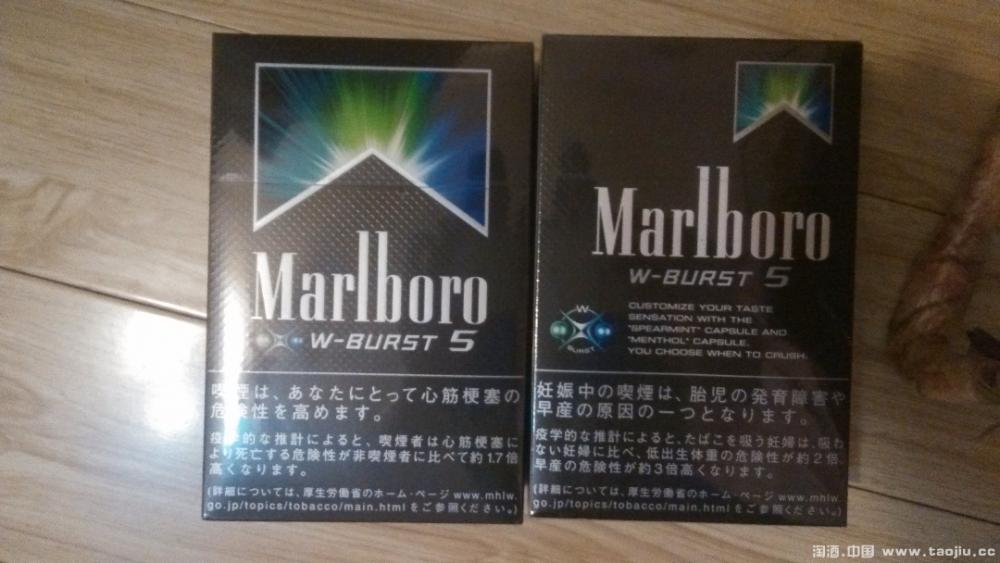 Marlboro
W-BURST 5
喫煙は、あなたにとって心筋梗塞の
危険性を高めます。
疫学的な推計によると、喫煙者は心筋梗塞に
より死亡する危険性が非喫煙者に比べて約1.7倍
高くなります。
(詳細については、厚生労働省のホーム・ページ www.mhlw.
go.jp/topics/tobacco/main.html をご参照ください。)
Marlboro
W-BURST 5
W
BURST
CUSTOMIZE YOUR TASTE
SENSATION WITH THE
"SPEARMINT" CAPSULE AND
"MENTHOL" CAPSULE.
YOU CHOOSE WHEN TO CRUSH.
妊娠中の喫煙は、胎児の発育障害や
早産の原因の一つとなります。
疫学的な推計によると、たばこを吸う妊婦は、吸わ
ない妊婦に比べ、低出生体重の危険性が約2倍、
早産の危険性が約3倍高くなります。
(詳細については、厚生労働省のホーム・ページ www.mhlw.
go.jp/topics/tobacco/main.html をご参照ください。)
淘酒.中国 www.taojiu.cc